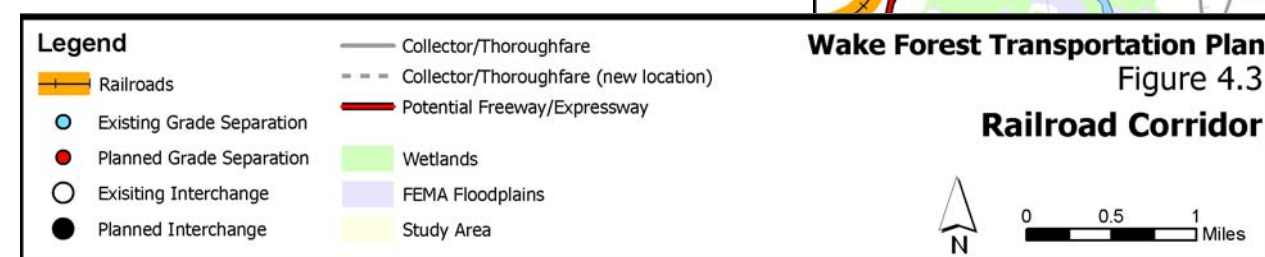 Legend
Railroads
Existing Grade Separation
Planned Grade Separation
Exisiting Interchange
Planned Interchange
Collector/Thoroughfare
Collector/Thoroughfare (new location)
Potential Freeway/Expressway
Wetlands
FEMA Floodplains
Study Area
Wake Forest Transportation Plan
Figure 4.3
Railroad Corridor
N
0 0.5 1
Miles